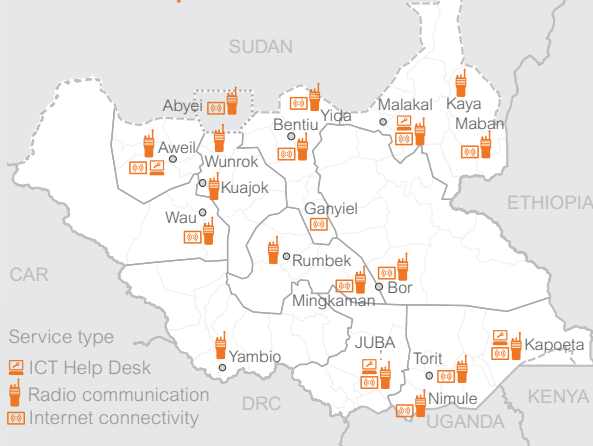 SUDAN
Abyei
Yida
Malakal
Kaya
Maban
Bentiu
Aweil
Wunrok
Kuajok
ETHIOPIA
Ganyiel
Wau
Rumbek
CAR
Bor
Mingkaman
JUBA
Kapoeta
Torit
Yambio
Nimule
DRC
UGANDA
KENYA
Service type
ICT Help Desk
Radio communication
Internet connectivity